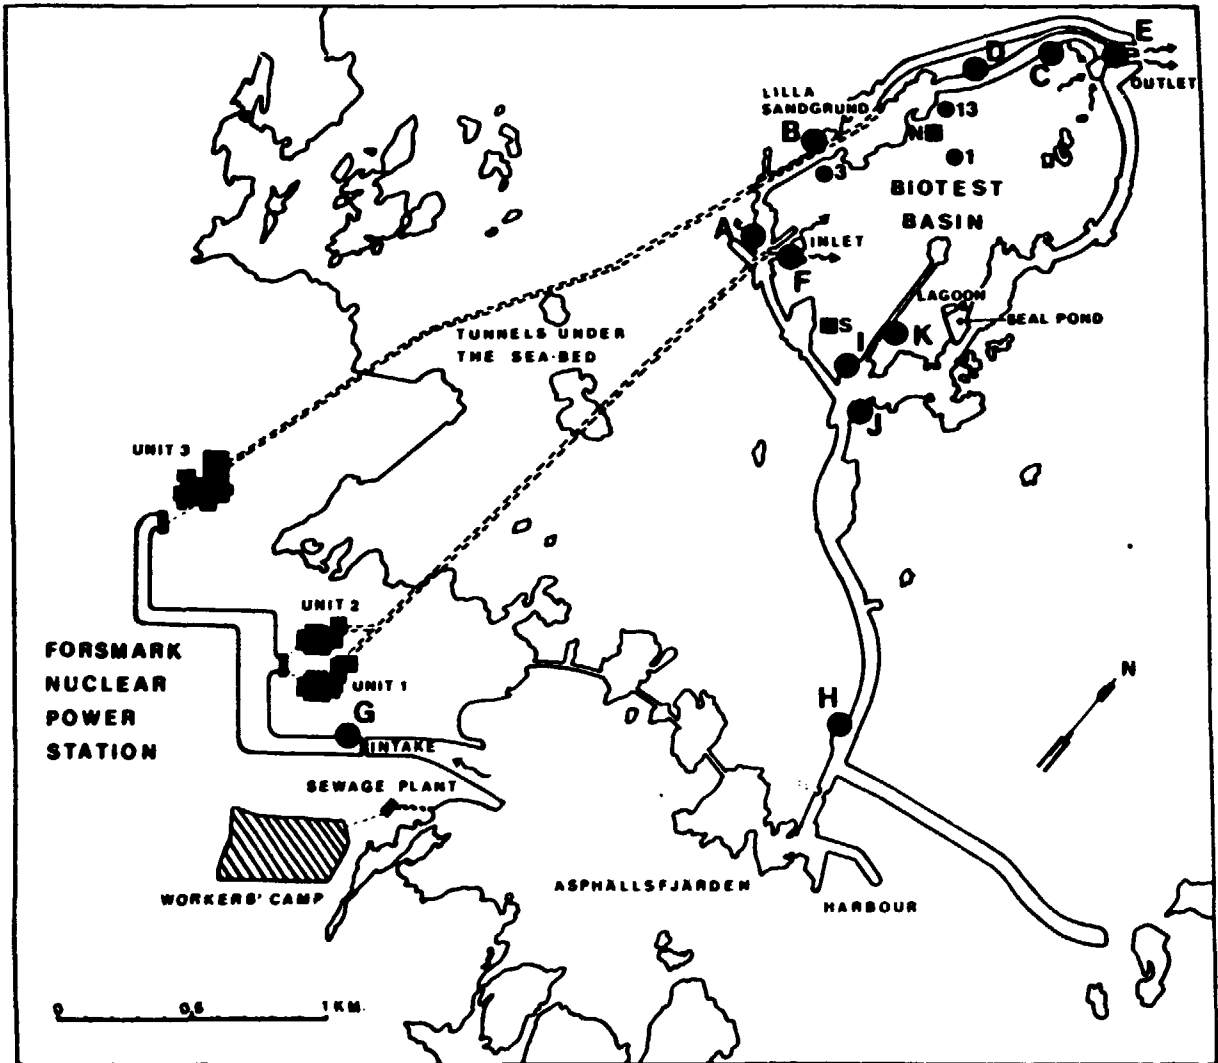 E
D
C
OUTLET
LILLA
SANDGRUND
13
B
N
1
3
BIOTEST
BASIN
A
INLET
F
LAGOON
SEAL POND
S
I
K
TUNNELS UNDER
THE SEA-BED
J
UNIT 3
UNIT 2
FORSMARK
NUCLEAR
POWER
STATION
UNIT 1
G
H
N
INTAKE
SEWAGE PLANT
WORKERS' CAMP
ASPHÄLLSFJÄRDEN
HARBOUR
0 0,5 1 KM.